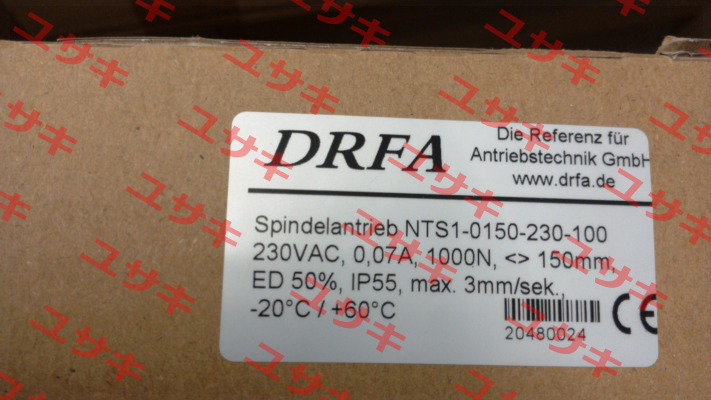 DRFA
Die Referenz für
Antriebstechnik GmbH
www.drfa.de
Spindelantrieb NTS1-0150-230-100
230VAC, 0,07A, 1000N, <> 150mm,
ED 50%, IP55, max. 3mm/sek.,
-20°C / +60°C
20480024
CE
ユサキ